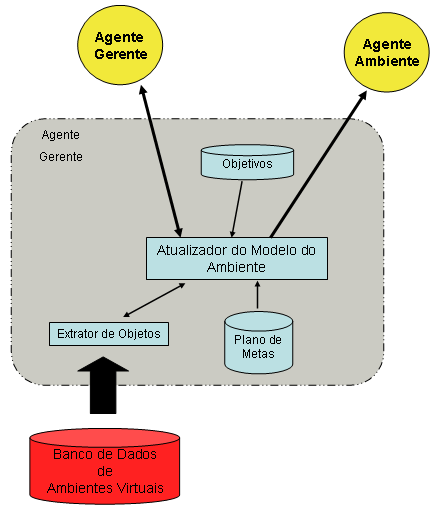 Agente
Gerente
Agente
Ambiente
Agente
Gerente
Objetivos
Atualizador do Modelo do
Ambiente
Extrator de Objetos
Plano de
Metas
Banco de Dados
de
Ambientes Virtuais